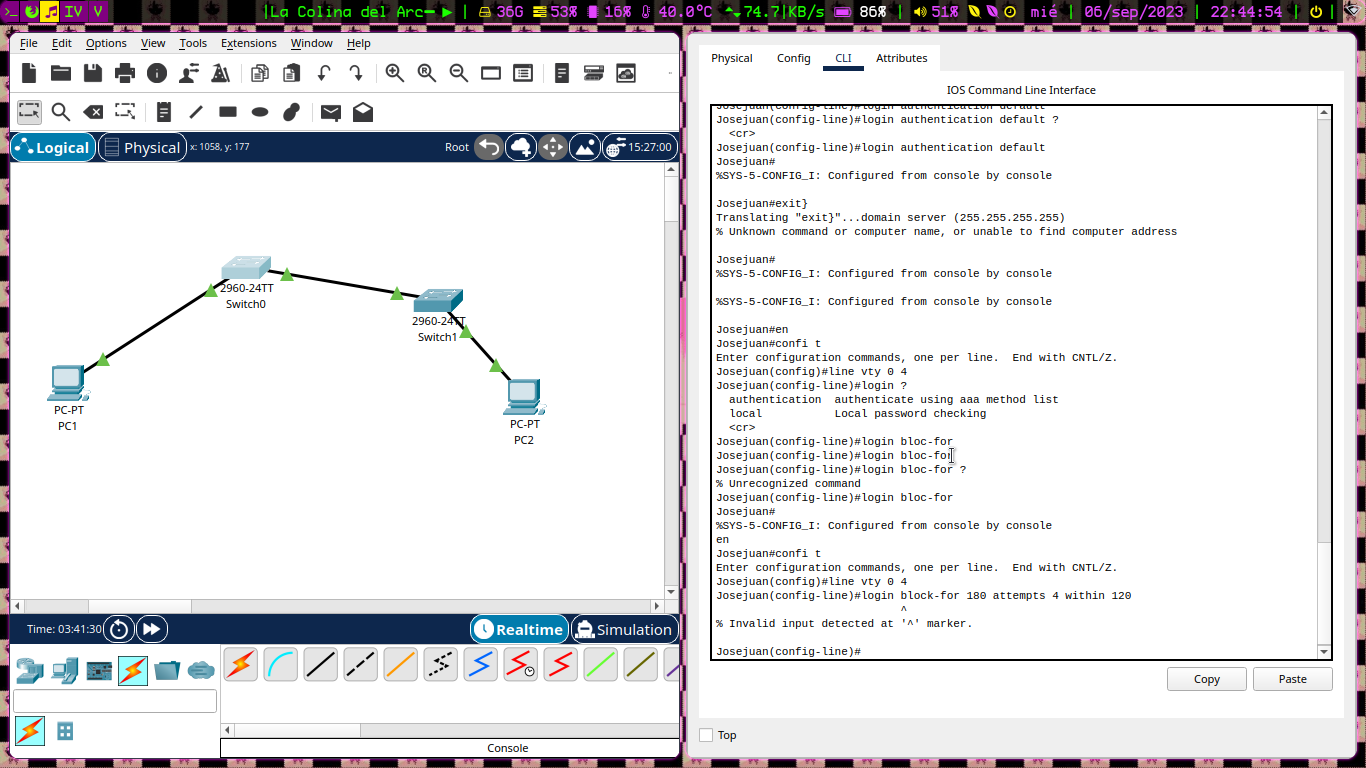 >_ IV V |La Colina del Arc— ▶ | 36G 53% 16% 40.0°C 74.7|KB/s 86% | 51% mié | 06/sep/2023 | 22:44:54 |
File Edit Options View Tools Extensions Window Help
Logical Physical x: 1058, y: 177 Root 15:27:00
2960-24TT
Switch0
2960-24TT
Switch1
PC-PT
PC1
PC-PT
PC2
Time: 03:41:30 Realtime Simulation
Console
Physical Config CLI Attributes
IOS Command Line Interface
Josejuan(config-line)#login authentication default
Josejuan(config-line)#login authentication default ?
<cr>
Josejuan(config-line)#login authentication default
Josejuan#
%SYS-5-CONFIG_I: Configured from console by console
Josejuan#exit}
Translating "exit}"...domain server (255.255.255.255)
% Unknown command or computer name, or unable to find computer address
Josejuan#
%SYS-5-CONFIG_I: Configured from console by console
%SYS-5-CONFIG_I: Configured from console by console
Josejuan#en
Josejuan#confi t
Enter configuration commands, one per line.  End with CNTL/Z.
Josejuan(config)#line vty 0 4
Josejuan(config-line)#login ?
authentication  authenticate using aaa method list
local           Local password checking
<cr>
Josejuan(config-line)#login bloc-for
Josejuan(config-line)#login bloc-for
Josejuan(config-line)#login bloc-for ?
% Unrecognized command
Josejuan(config-line)#login bloc-for
Josejuan#
%SYS-5-CONFIG_I: Configured from console by console
en
Josejuan#confi t
Enter configuration commands, one per line.  End with CNTL/Z.
Josejuan(config)#line vty 0 4
Josejuan(config-line)#login block-for 180 attempts 4 within 120
^
% Invalid input detected at '^' marker.
Josejuan(config-line)#
Copy Paste
Top